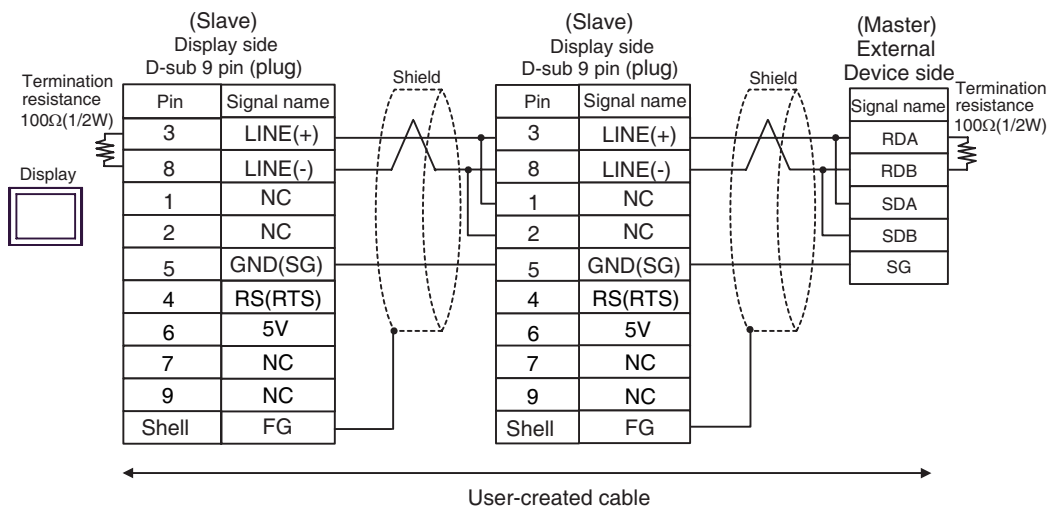 (Slave)
Display side
D-sub 9 pin (plug)
(Slave)
Display side
D-sub 9 pin (plug)
(Master)
External
Device side
Termination
resistance
100Ω(1/2W)
Display
Pin Signal name
3 LINE(+)
8 LINE(-)
1 NC
2 NC
5 GND(SG)
4 RS(RTS)
6 5V
7 NC
9 NC
Shell FG
Shield
Pin Signal name
3 LINE(+)
8 LINE(-)
1 NC
2 NC
5 GND(SG)
4 RS(RTS)
6 5V
7 NC
9 NC
Shell FG
Shield
Signal name
RDA
RDB
SDA
SDB
SG
Termination
resistance
100Ω(1/2W)
User-created cable